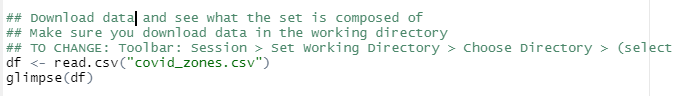 ## Download data and see what the set is composed of
## Make sure you download data in the working directory
## TO CHANGE: Toolbar: Session > Set Working Directory > Choose Directory > (select
df <- read.csv("covid_zones.csv")
glimpse(df)